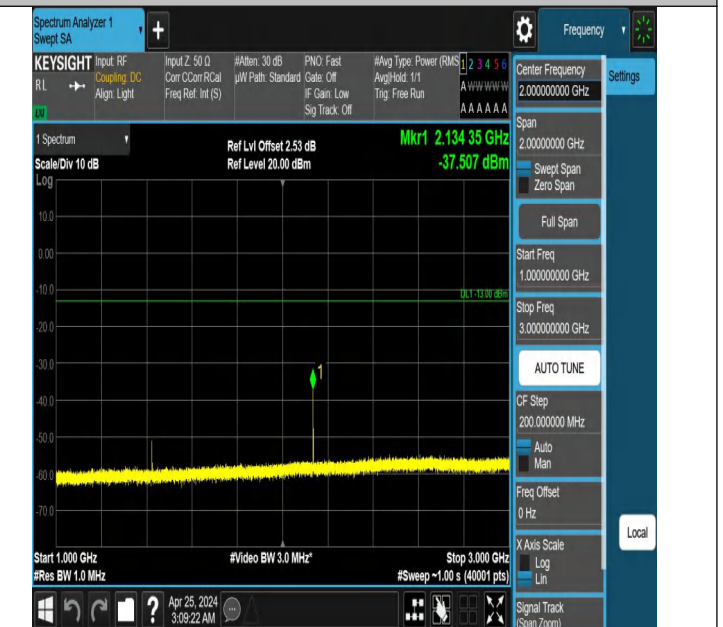 Spectrum Analyzer 1
Swept SA
+
Frequency
KEYSIGHT
RL
Input: RF
Coupling: DC
Align: Light
Input Z: 50 Ω
Corr CCorr RCal
Freq Ref: Int (S)
#Atten: 30 dB
µW Path: Standard
PNO: Fast
Gate: Off
IF Gain: Low
Sig Track: Off
#Avg Type: Power (RMS
Avg|Hold: 1/1
Trig: Free Run
1 2 3 4 5 6
A W W W W W
A A A A A A
1 Spectrum
Scale/Div 10 dB
Log
Ref Lvl Offset 2.53 dB
Ref Level 20.00 dBm
Mkr1 2.134 35 GHz
-37.507 dBm
10.0
0.00
-10.0
DL1 -13.00 dBm
-20.0
-30.0
1
-40.0
-50.0
-60.0
-70.0
Start 1.000 GHz
#Res BW 1.0 MHz
#Video BW 3.0 MHz*
Stop 3.000 GHz
#Sweep ~1.00 s (40001 pts)
?
Apr 25, 2024
3:09:22 AM
Center Frequency
2.000000000 GHz
Settings
Span
2.00000000 GHz
Swept Span
Zero Span
Full Span
Start Freq
1.000000000 GHz
Stop Freq
3.000000000 GHz
AUTO TUNE
CF Step
200.000000 MHz
Auto
Man
Freq Offset
0 Hz
Local
X Axis Scale
Log
Lin
Signal Track
(Span Zoom)